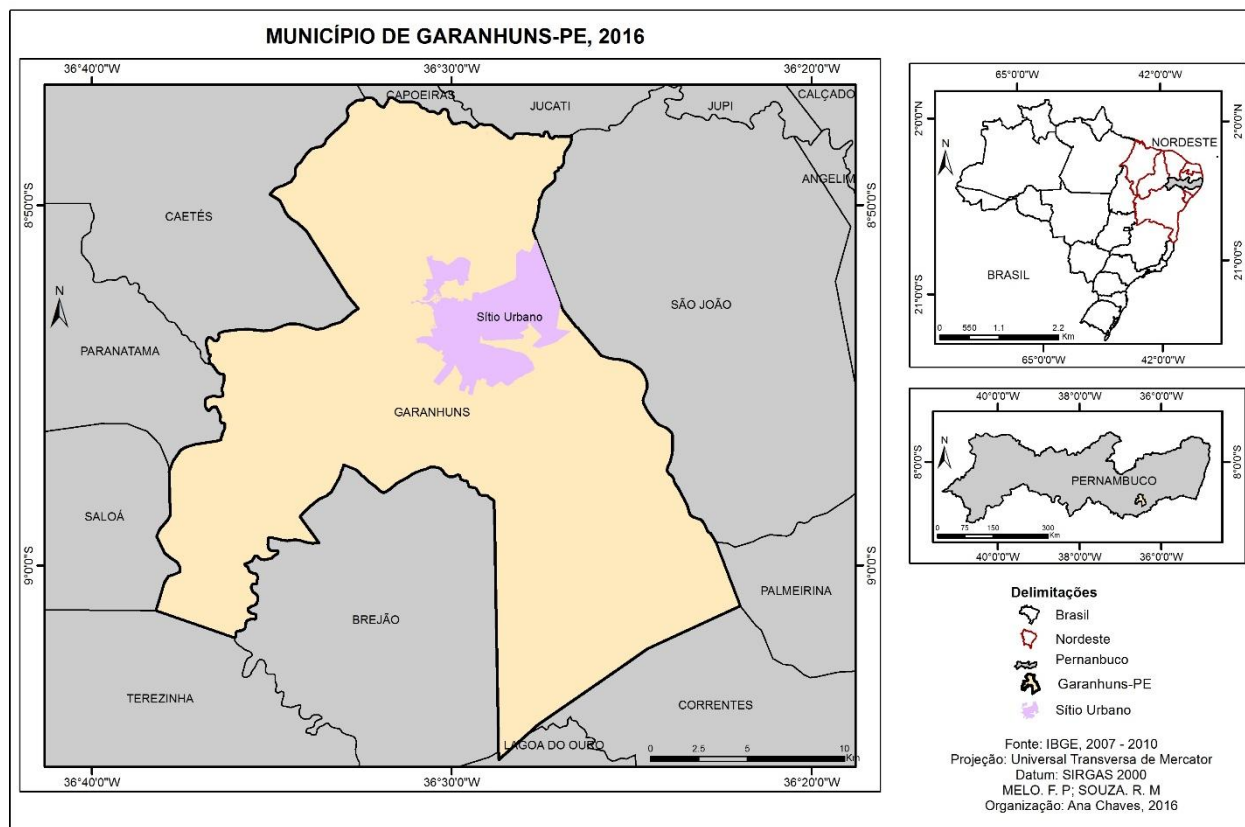 MUNICÍPIO DE GARANHUNS-PE, 2016
36°40'0"W
36°30'0"W
36°20'0"W
CAPOEIRAS
JUCATI
JUPI
CALÇADO
ANGELIM
8°50'0"S
8°50'0"S
CAETÉS
N
SÃO JOÃO
Sítio Urbano
PARANATAMA
GARANHUNS
SALOÁ
9°0'0"S
9°0'0"S
PALMEIRINA
BREJÃO
TEREZINHA
CORRENTES
LAGOA DO OURO
0 2.5 5 10
Km
36°40'0"W
36°30'0"W
36°20'0"W
65°0'0"W
42°0'0"W
2°0'0"N
2°0'0"N
NORDESTE
N
BRASIL
21°0'0"S
21°0'0"S
0 550 1.1 2.2
Km
65°0'0"W
42°0'0"W
40°0'0"W
38°0'0"W
36°0'0"W
N
8°0'0"S
8°0'0"S
PERNAMBUCO
0 75 150 300
Km
40°0'0"W
38°0'0"W
36°0'0"W
Delimitações
Brasil
Nordeste
Pernanbuco
Garanhuns-PE
Sítio Urbano
Fonte: IBGE, 2007 - 2010
Projeção: Universal Transversa de Mercator
Datum: SIRGAS 2000
MELO. F. P; SOUZA. R. M
Organização: Ana Chaves, 2016